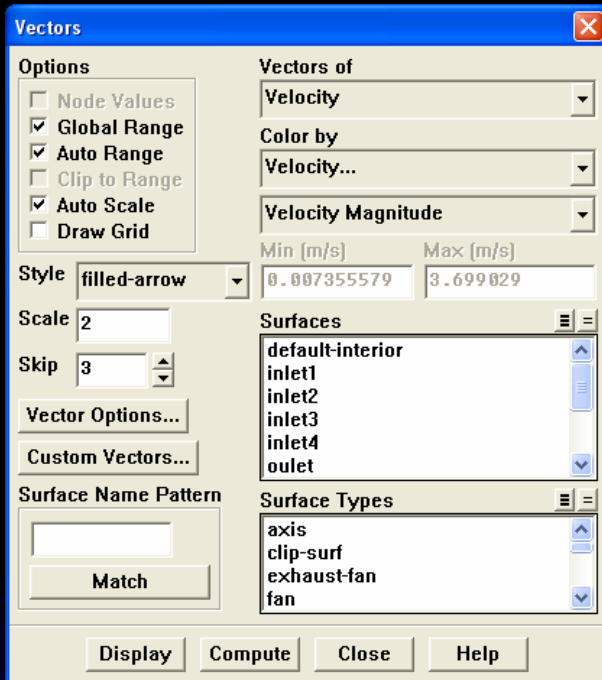 Vectors
Options
Node Values
Global Range
Auto Range
Clip to Range
Auto Scale
Draw Grid
Style filled-arrow
Scale 2
Skip 3
Vector Options...
Custom Vectors...
Surface Name Pattern
Match
Vectors of
Velocity
Color by
Velocity...
Velocity Magnitude
Min (m/s) Max (m/s)
0.007355579 3.699029
Surfaces
default-interior
inlet1
inlet2
inlet3
inlet4
oulet
Surface Types
axis
clip-surf
exhaust-fan
fan
Display Compute Close Help